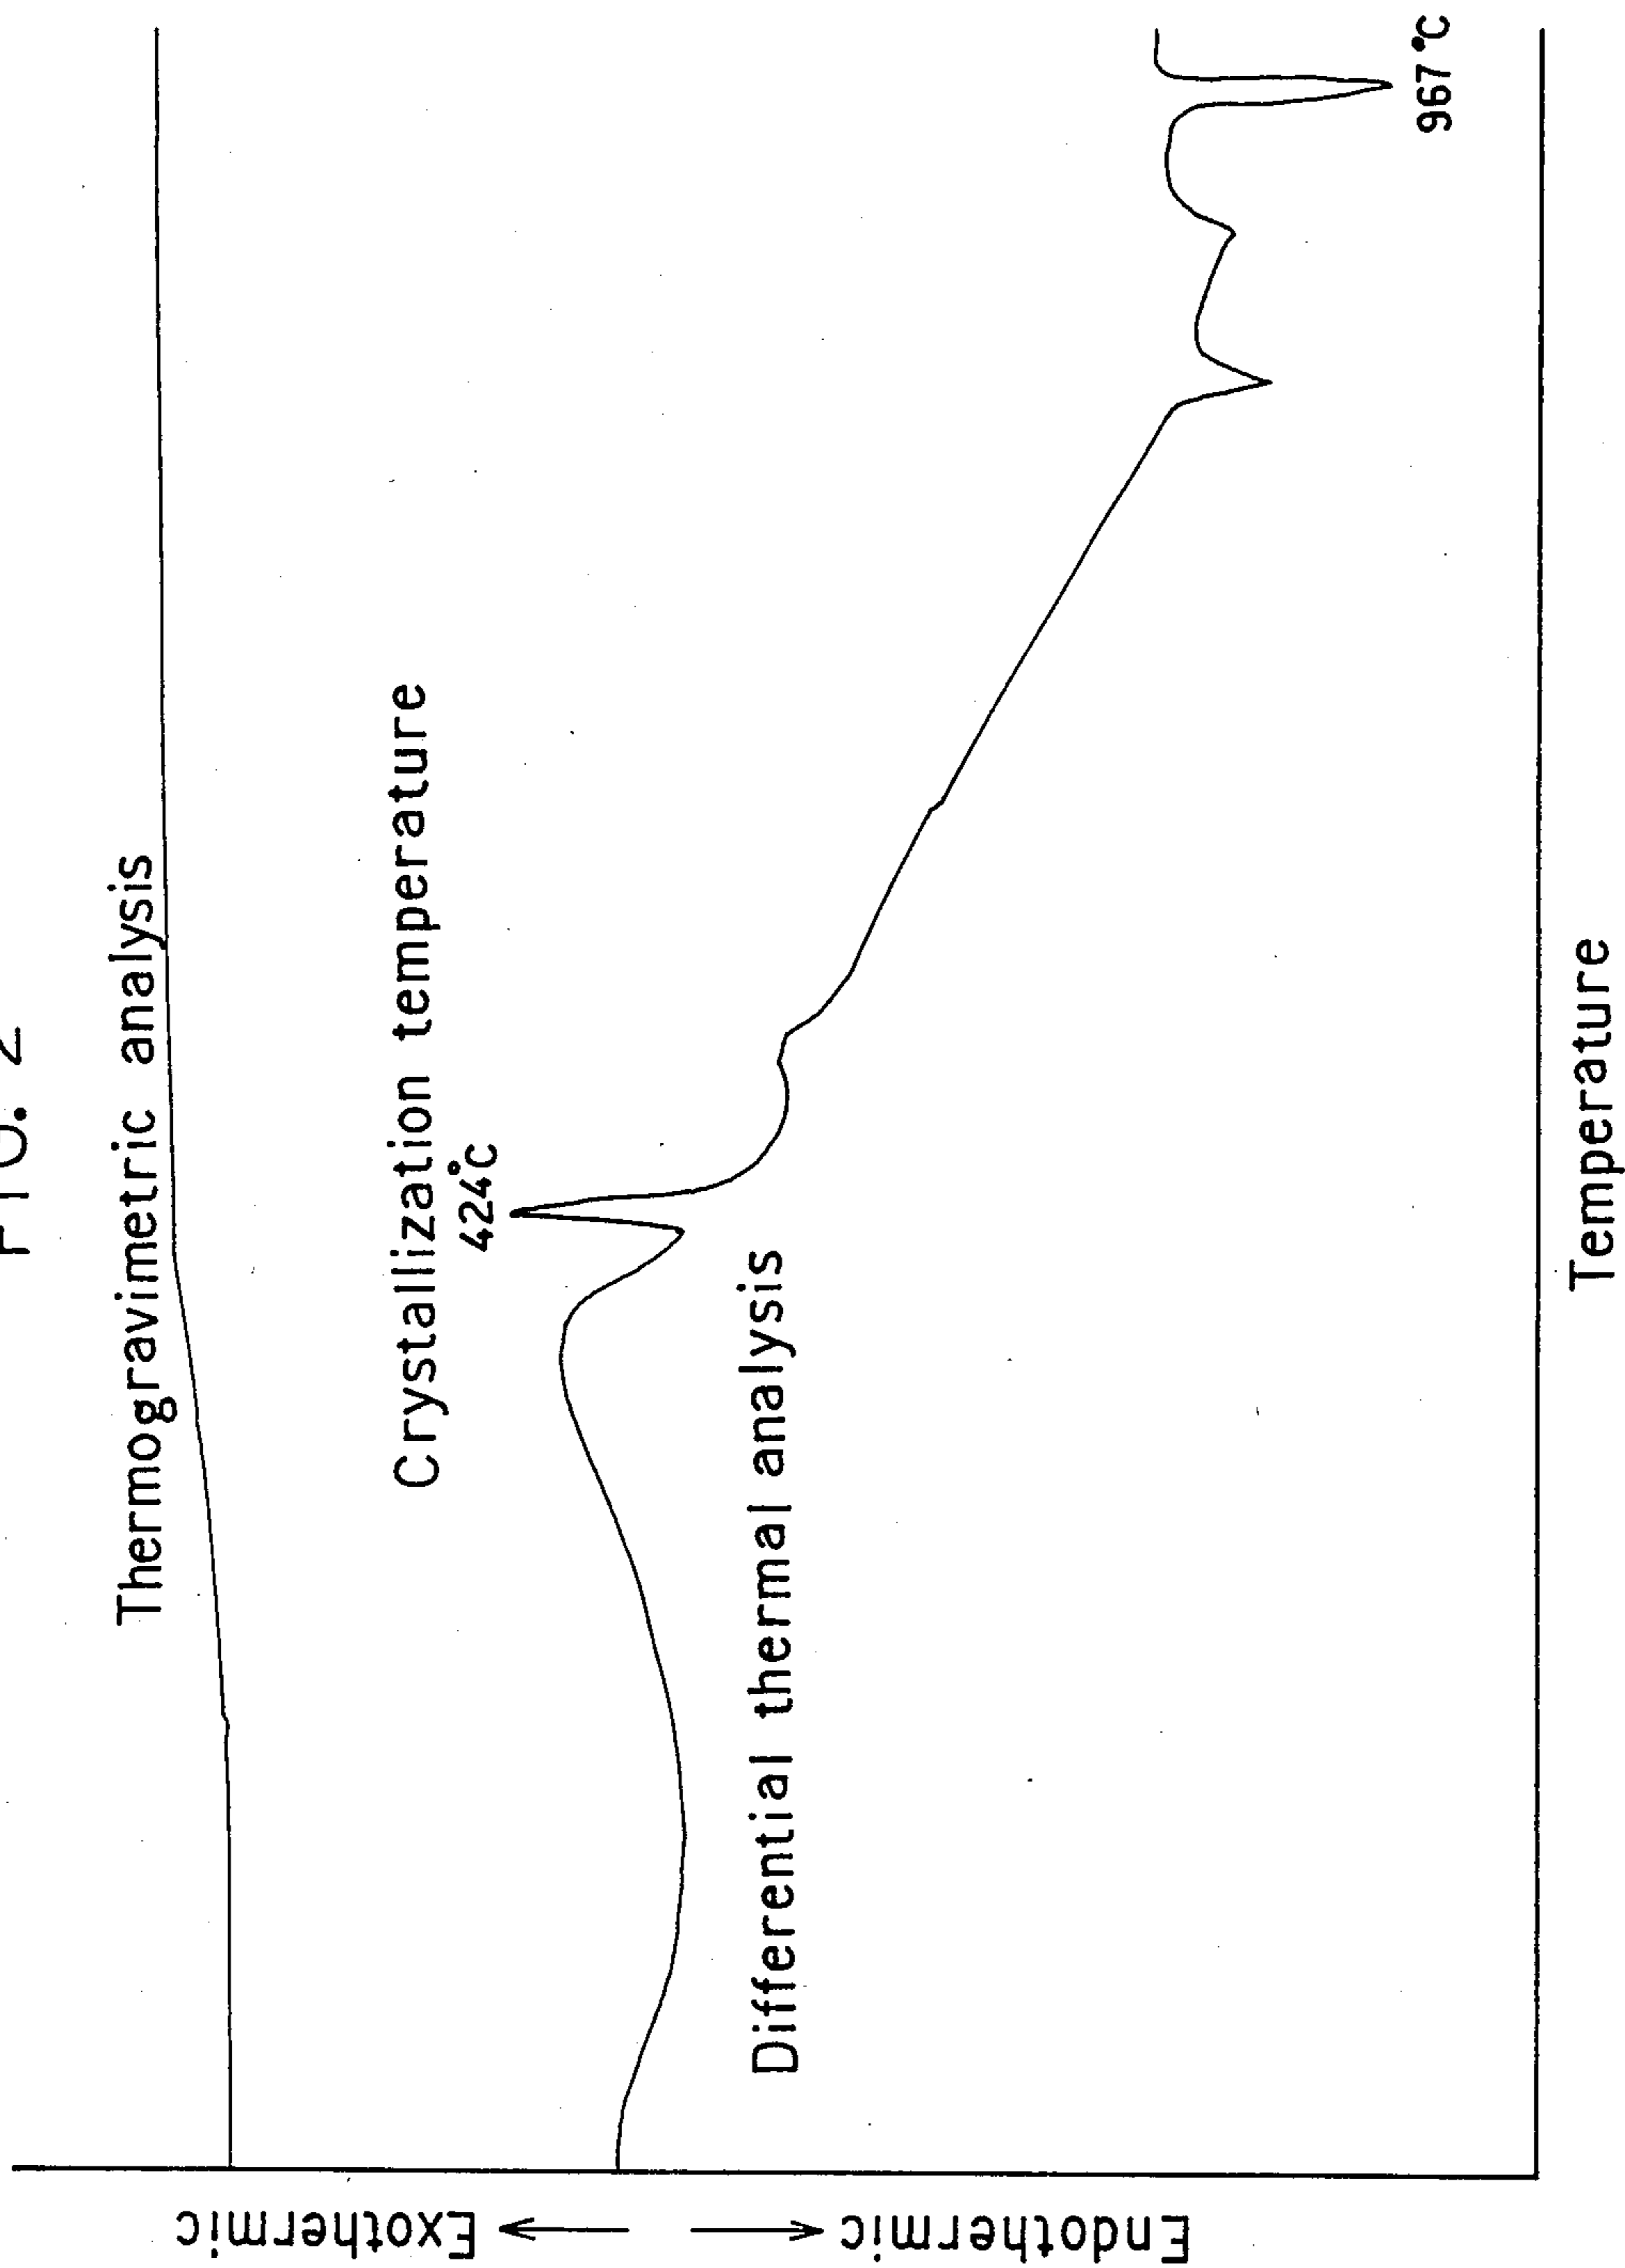 FIG. 2
Thermogravimetric analysis
Crystallization temperature
424°C
Differential thermal analysis
967°C
Exothermic
Endothermic
Temperature